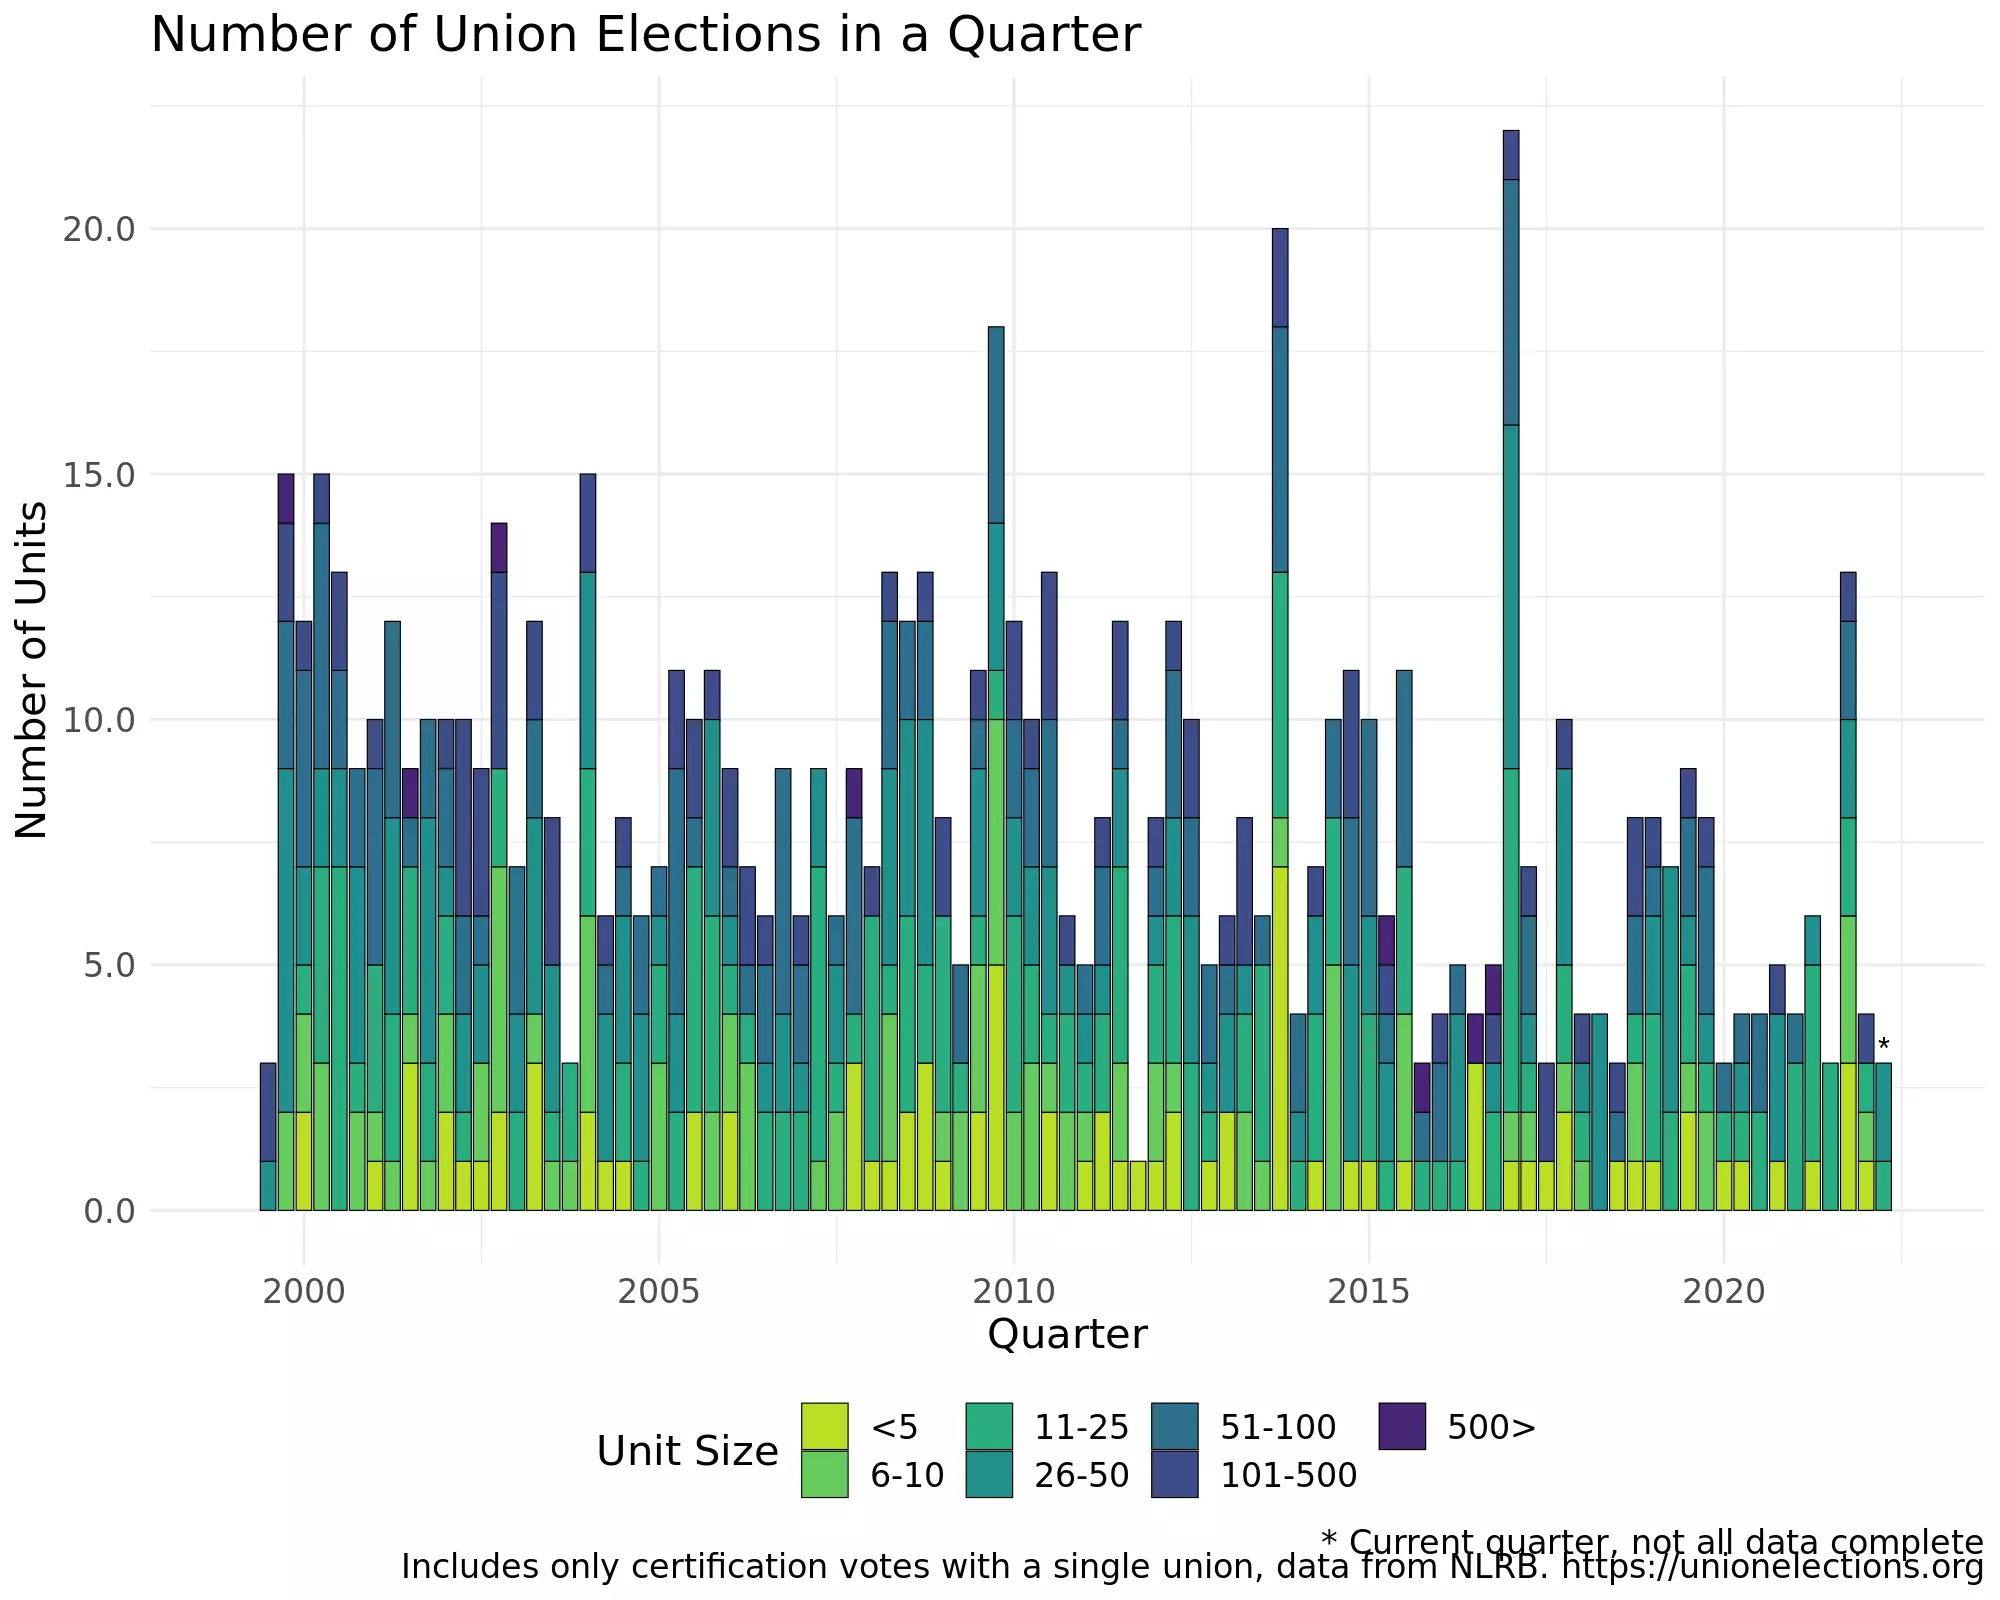 Number of Union Elections in a Quarter
Number of Units
20.0
15.0
10.0
5.0
0.0
*
2000 2005 2010 2015 2020
Quarter
Unit Size
<5 11-25 51-100 500>
6-10 26-50 101-500
* Current quarter, not all data complete
Includes only certification votes with a single union, data from NLRB. https://unionelections.org